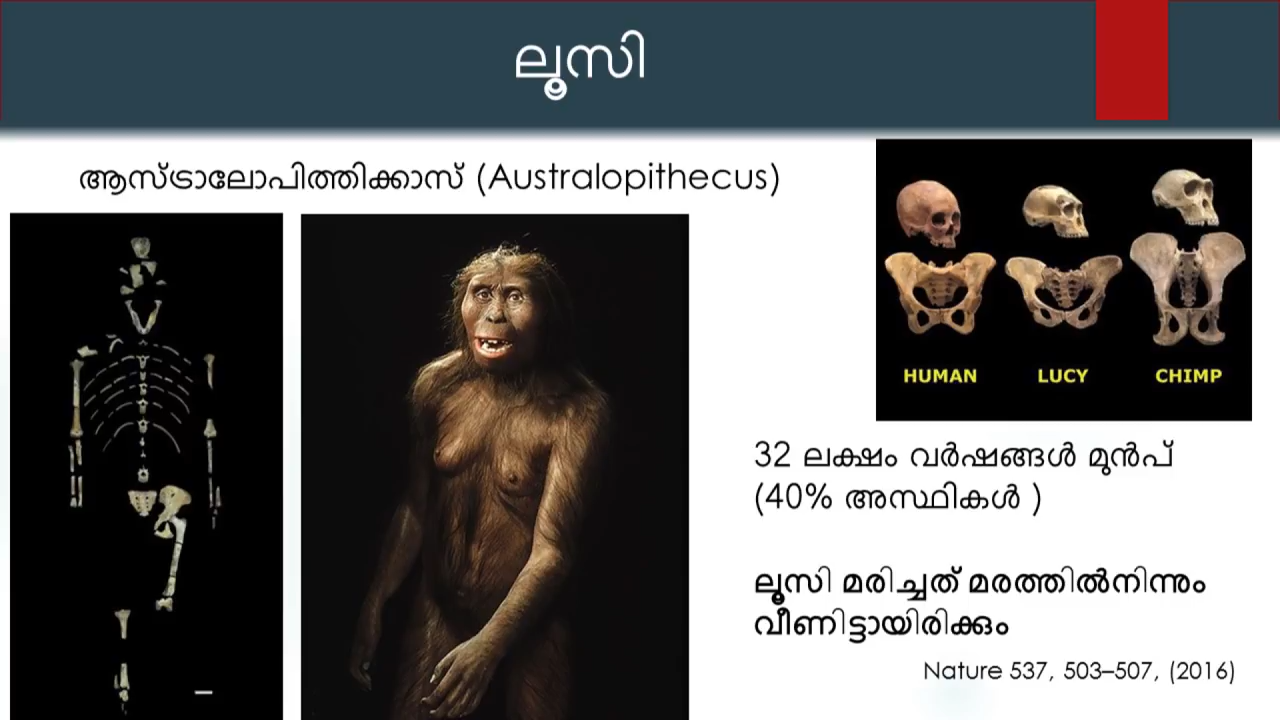 ലൂസി
ആസ്ട്രാലോപിത്തിക്കാസ് (Australopithecus)
HUMAN LUCY CHIMP
32 ലക്ഷം വർഷങ്ങൾ മുൻപ്
(40% അസ്ഥികൾ )
ലൂസി മരിച്ചത് മരത്തിൽനിന്നും
വീണിട്ടായിരിക്കും
Nature 537, 503–507, (2016)